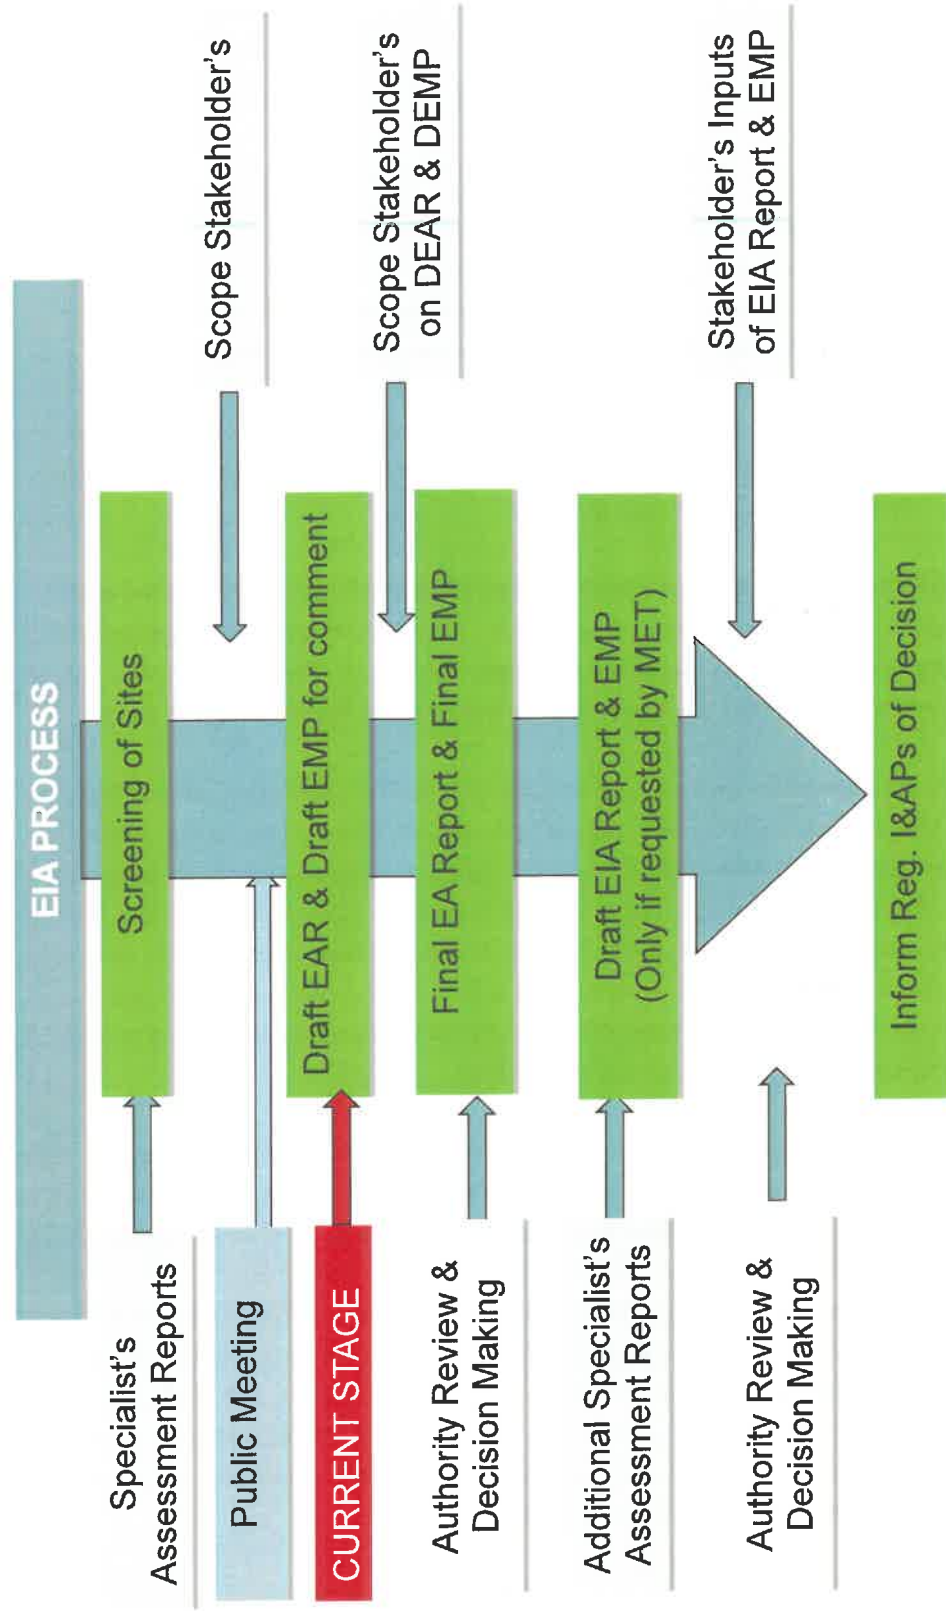 EIA PROCESS
Specialist's
Assessment Reports
Screening of Sites
Scope Stakeholder's
Public Meeting
CURRENT STAGE
Draft EAR & Draft EMP for comment
Scope Stakeholder's
on DEAR & DEMP
Authority Review &
Decision Making
Final EA Report & Final EMP
Additional Specialist's
Assessment Reports
Draft EIA Report & EMP
(Only if requested by MET)
Stakeholder's Inputs
of EIA Report & EMP
Authority Review &
Decision Making
Inform Reg. I&APs of Decision